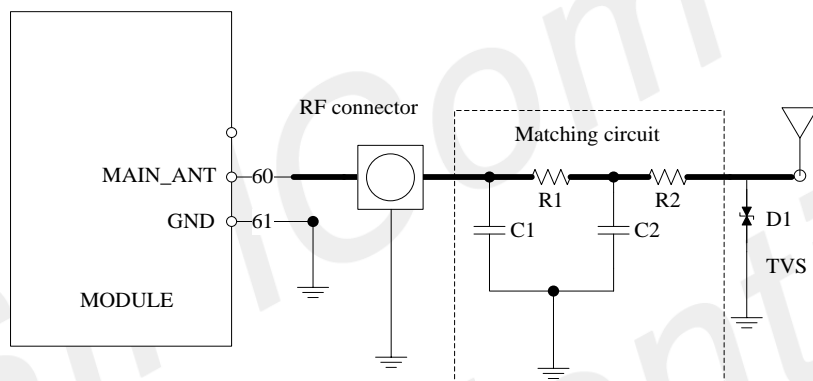 RF connector
Matching circuit
MAIN_ANT
60
R1
R2
GND
61
C1
C2
D1
TVS
MODULE